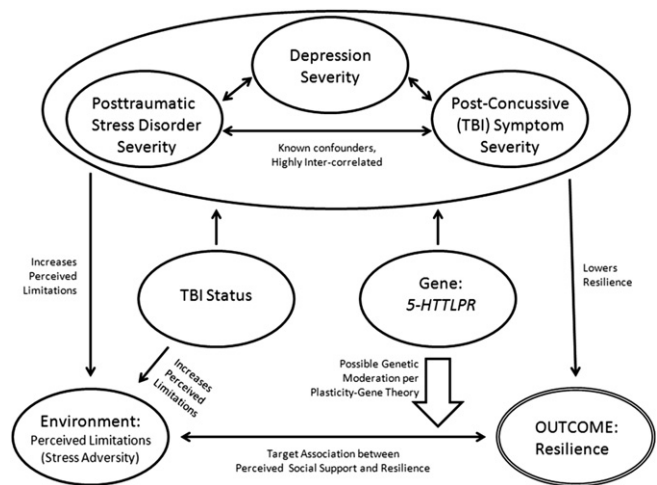 Depression
Severity
Posttraumatic
Stress Disorder
Severity
Post-Concussive
(TBI) Symptom
Severity
Known confounders,
Highly Inter-correlated
Increases
Perceived
Limitations
TBI Status
Gene:
5-HTTLPR
Lowers
Resilience
Increases
Perceived
Limitations
Possible Genetic
Moderation per
Plasticity-Gene Theory
Environment:
Perceived Limitations
(Stress Adversity)
Target Association between
Perceived Social Support and Resilience
OUTCOME:
Resilience